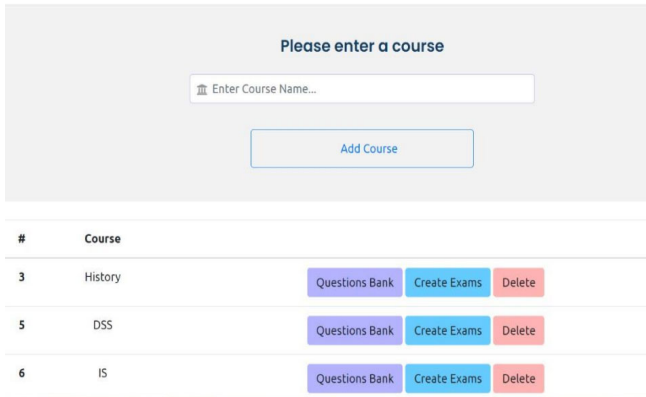 Please enter a course
Enter Course Name...
Add Course
# Course
3 History Questions Bank Create Exams Delete
5 DSS Questions Bank Create Exams Delete
6 IS Questions Bank Create Exams Delete